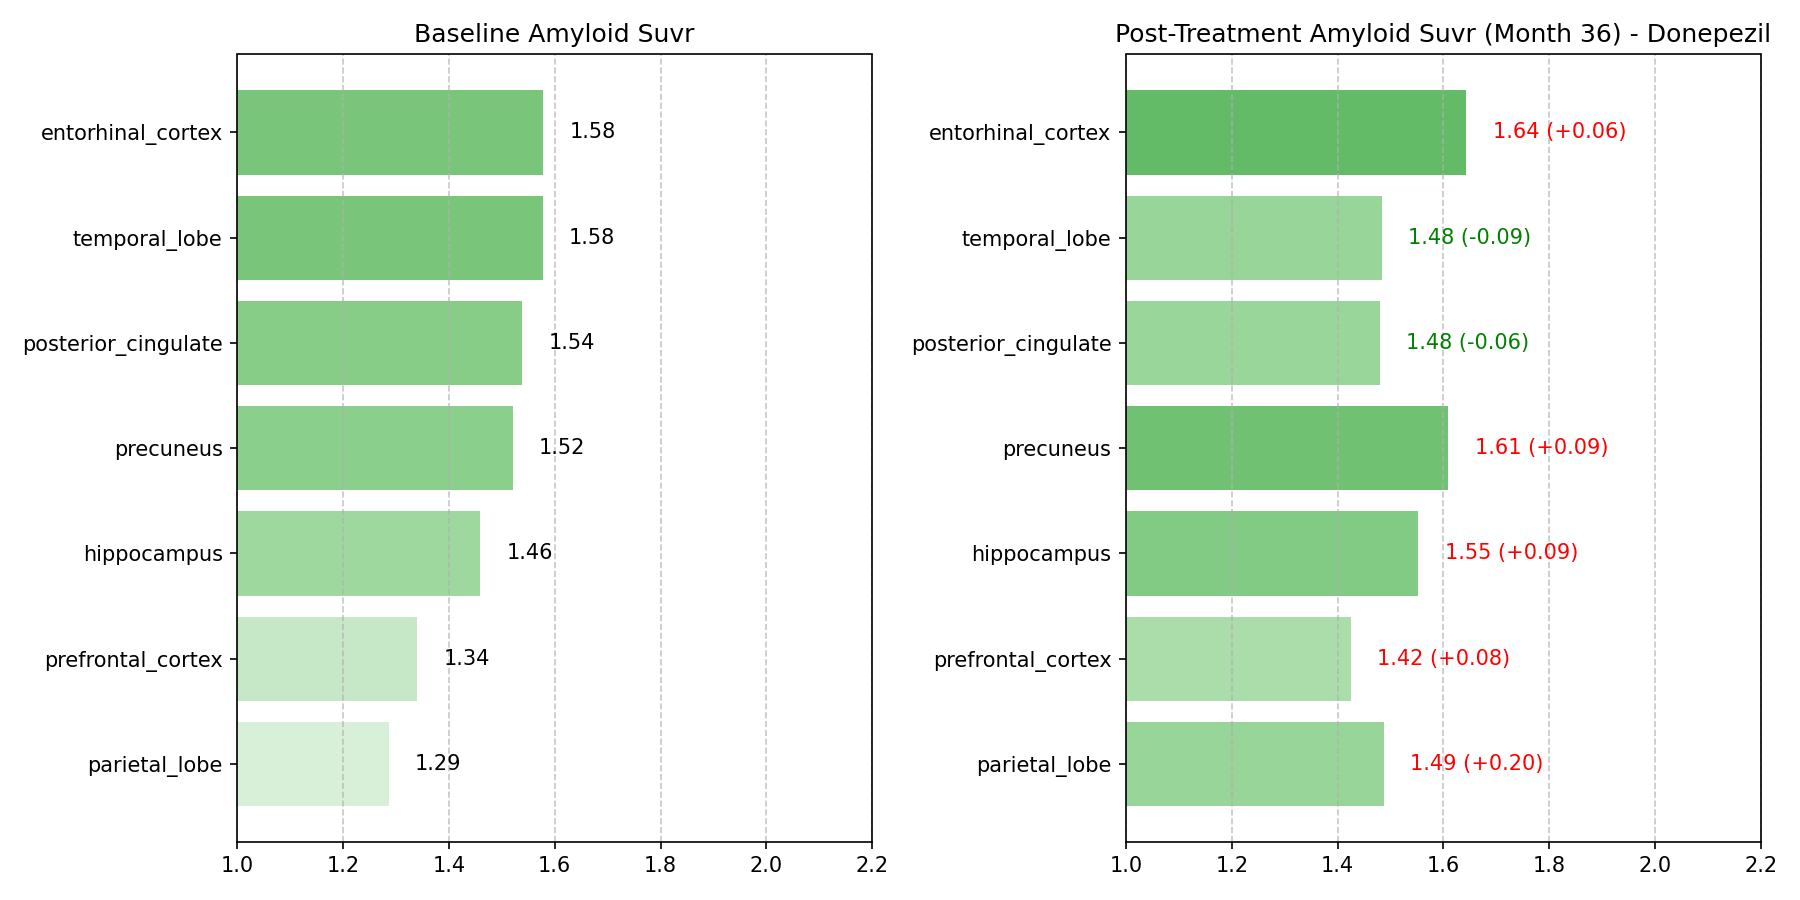 Baseline Amyloid Suvr
entorhinal_cortex 1.58
temporal_lobe 1.58
posterior_cingulate 1.54
precuneus 1.52
hippocampus 1.46
prefrontal_cortex 1.34
parietal_lobe 1.29
1.0 1.2 1.4 1.6 1.8 2.0 2.2
Post-Treatment Amyloid Suvr (Month 36) - Donepezil
entorhinal_cortex 1.64 (+0.06)
temporal_lobe 1.48 (-0.09)
posterior_cingulate 1.48 (-0.06)
precuneus 1.61 (+0.09)
hippocampus 1.55 (+0.09)
prefrontal_cortex 1.42 (+0.08)
parietal_lobe 1.49 (+0.20)
1.0 1.2 1.4 1.6 1.8 2.0 2.2